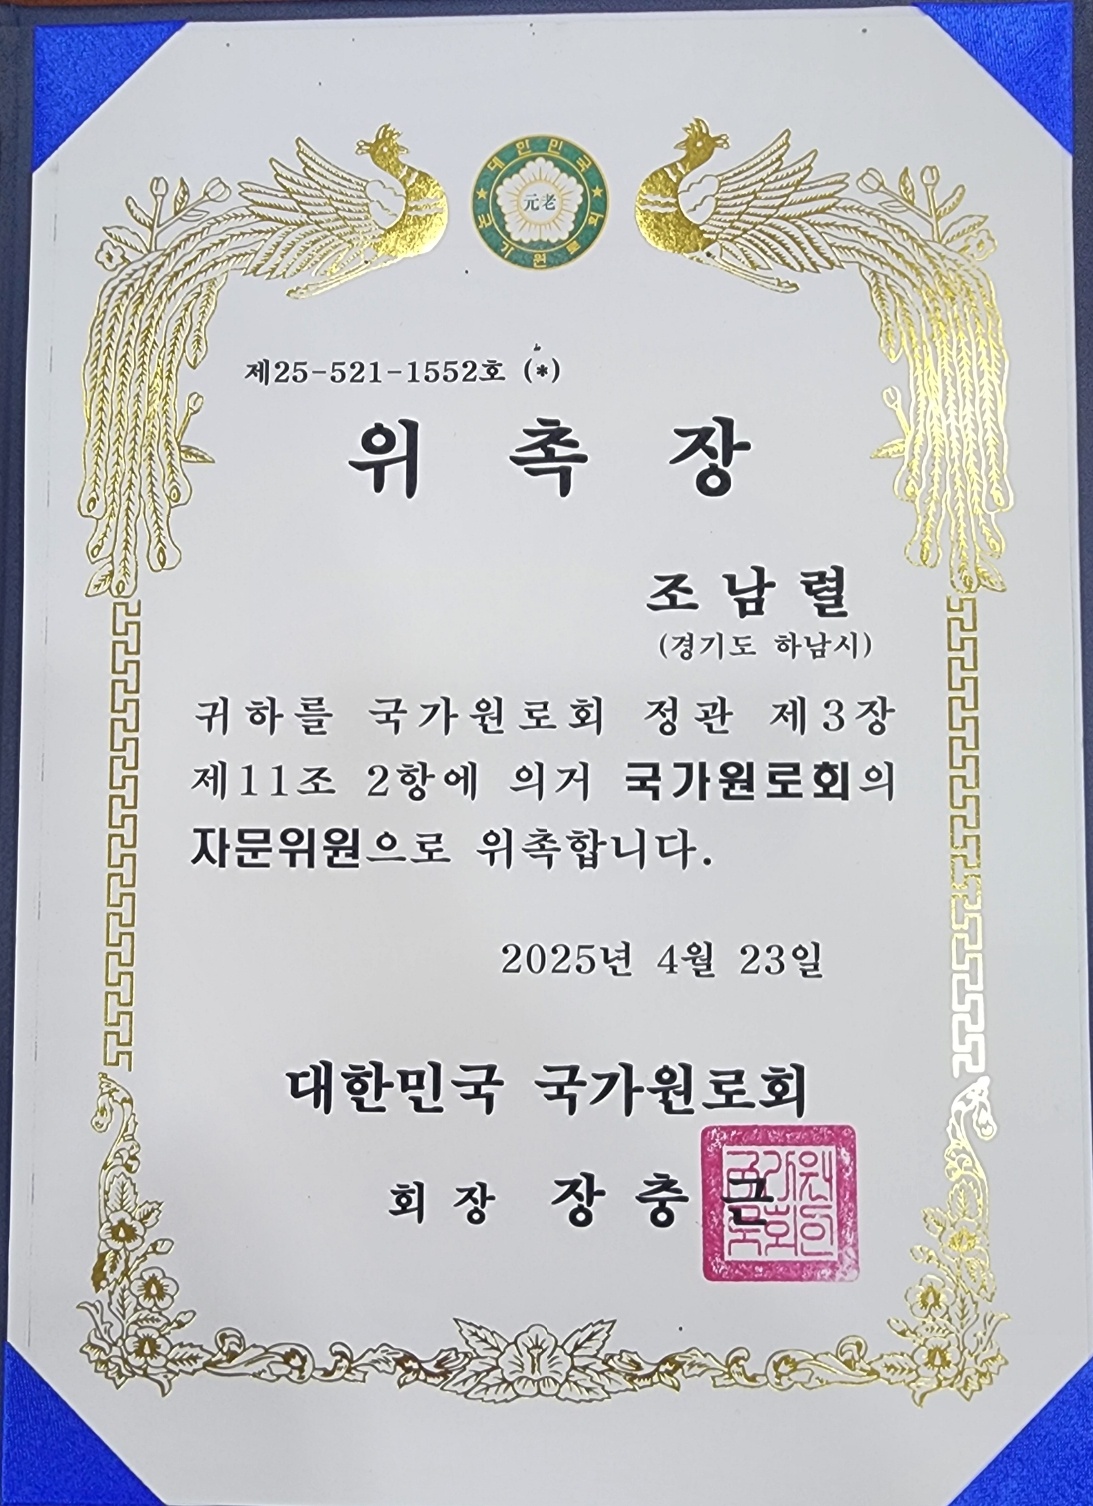 대한민국
국가원로회
元老
제25-521-1552호 (*)
위 촉 장
조 남 렬
(경기도 하남시)
귀하를 국가원로회 정관 제3장
제11조 2항에 의거 국가원로회의
자문위원으로 위촉합니다.
2025년 4월 23일
대한민국 국가원로회
회 장 장 충 근